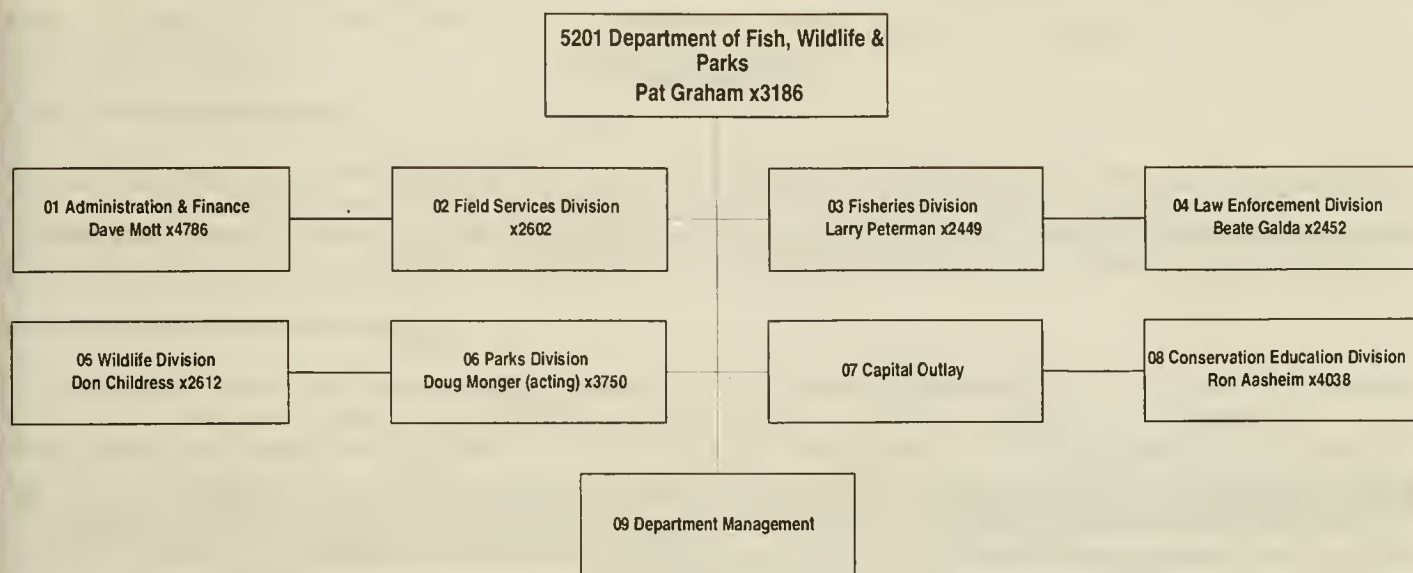 5201 Department of Fish, Wildlife &
Parks
Pat Graham x3186
01 Administration & Finance
Dave Mott x4786
02 Field Services Division
x2602
03 Fisheries Division
Larry Peterman x2449
04 Law Enforcement Division
Beate Galda x2452
05 Wildlife Division
Don Childress x2612
06 Parks Division
Doug Monger (acting) x3750
07 Capital Outlay
08 Conservation Education Division
Ron Aasheim x4038
09 Department Management